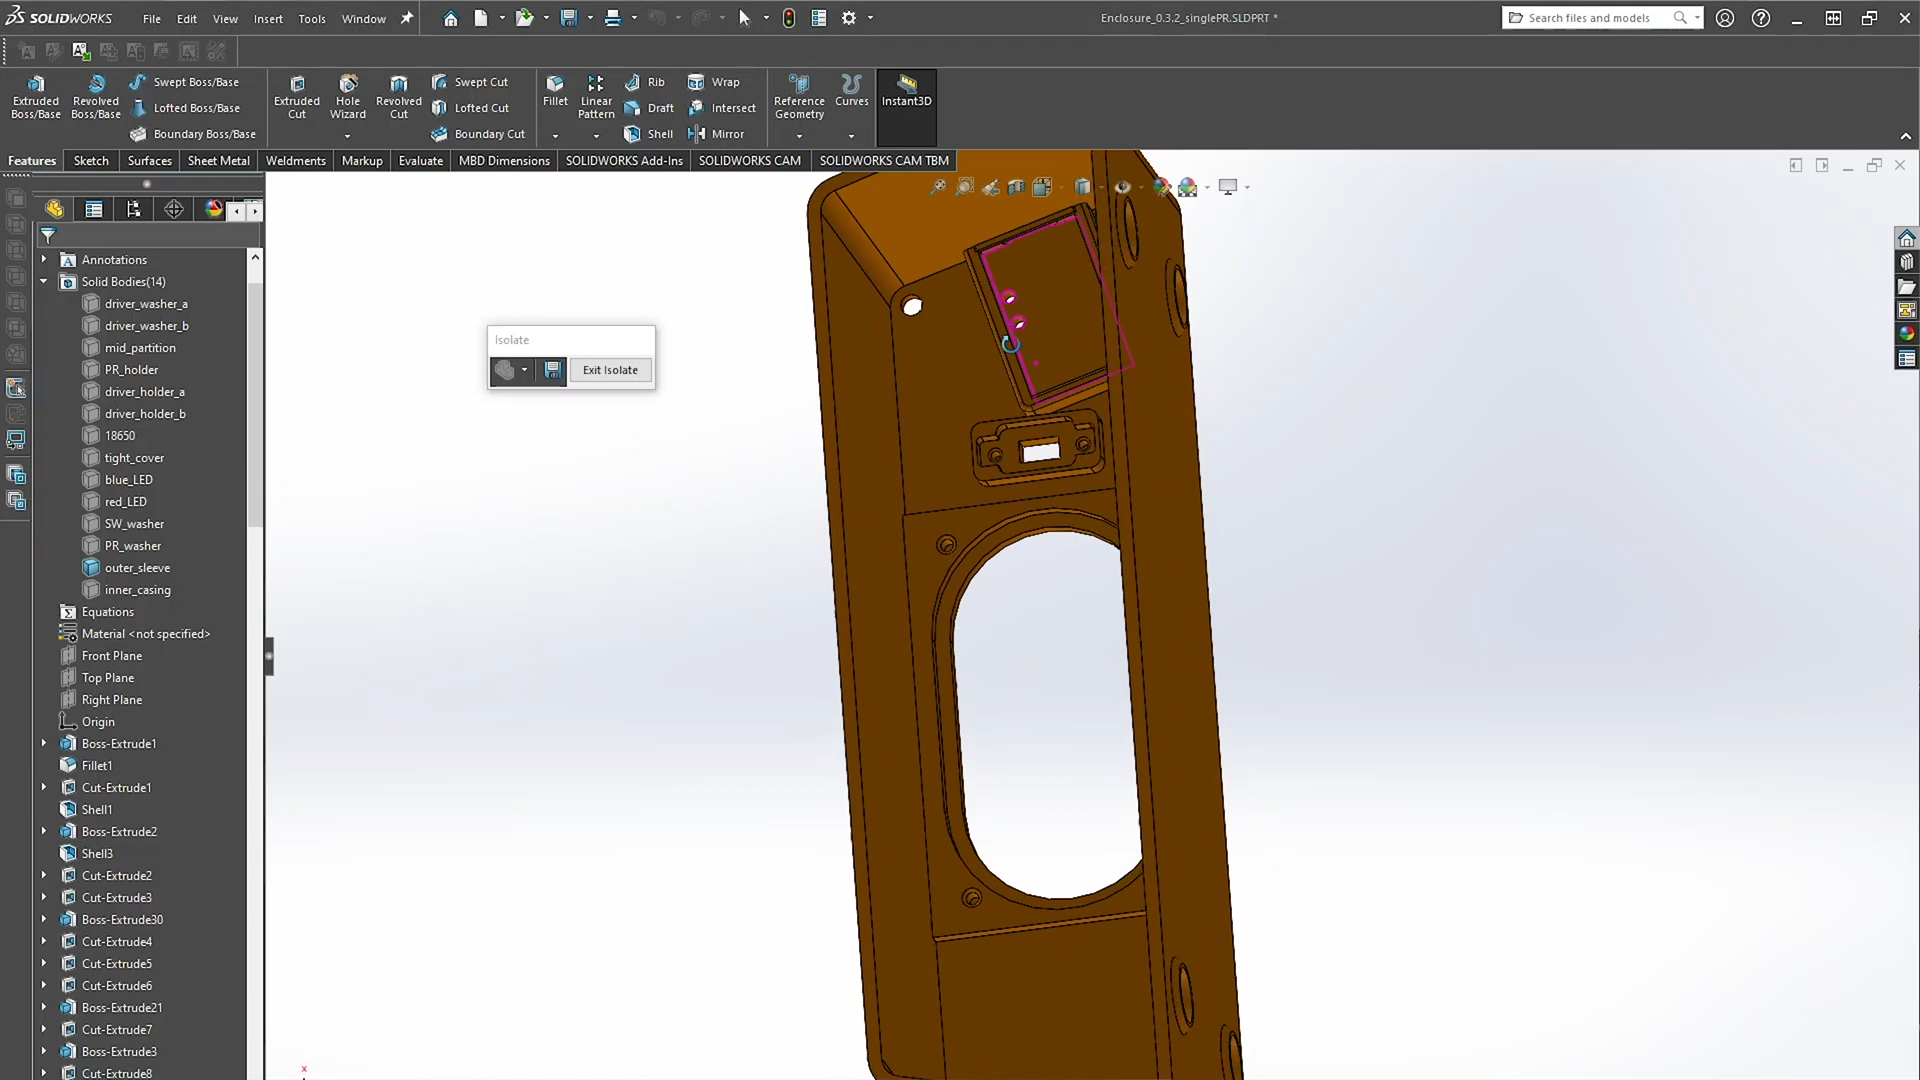 SOLIDWORKS File Edit View Insert Tools Window Enclosure_0.3.2_singlePR.SLDPRT * Search files and models
Extruded Boss/Base
Revolved Boss/Base
Swept Boss/Base
Lofted Boss/Base
Boundary Boss/Base
Extruded Cut
Hole Wizard
Revolved Cut
Swept Cut
Lofted Cut
Boundary Cut
Fillet
Linear Pattern
Rib
Draft
Shell
Wrap
Intersect
Mirror
Reference Geometry
Curves
Instant3D
Features Sketch Surfaces Sheet Metal Weldments Markup Evaluate MBD Dimensions SOLIDWORKS Add-Ins SOLIDWORKS CAM SOLIDWORKS CAM TBM
Annotations
Solid Bodies(14)
driver_washer_a
driver_washer_b
mid_partition
PR_holder
driver_holder_a
driver_holder_b
18650
tight_cover
blue_LED
red_LED
SW_washer
PR_washer
outer_sleeve
inner_casing
Equations
Material <not specified>
Front Plane
Top Plane
Right Plane
Origin
Boss-Extrude1
Fillet1
Cut-Extrude1
Shell1
Boss-Extrude2
Shell3
Cut-Extrude2
Cut-Extrude3
Boss-Extrude30
Cut-Extrude4
Cut-Extrude5
Cut-Extrude6
Boss-Extrude21
Cut-Extrude7
Boss-Extrude3
Cut-Extrude8
Isolate
Exit Isolate
x